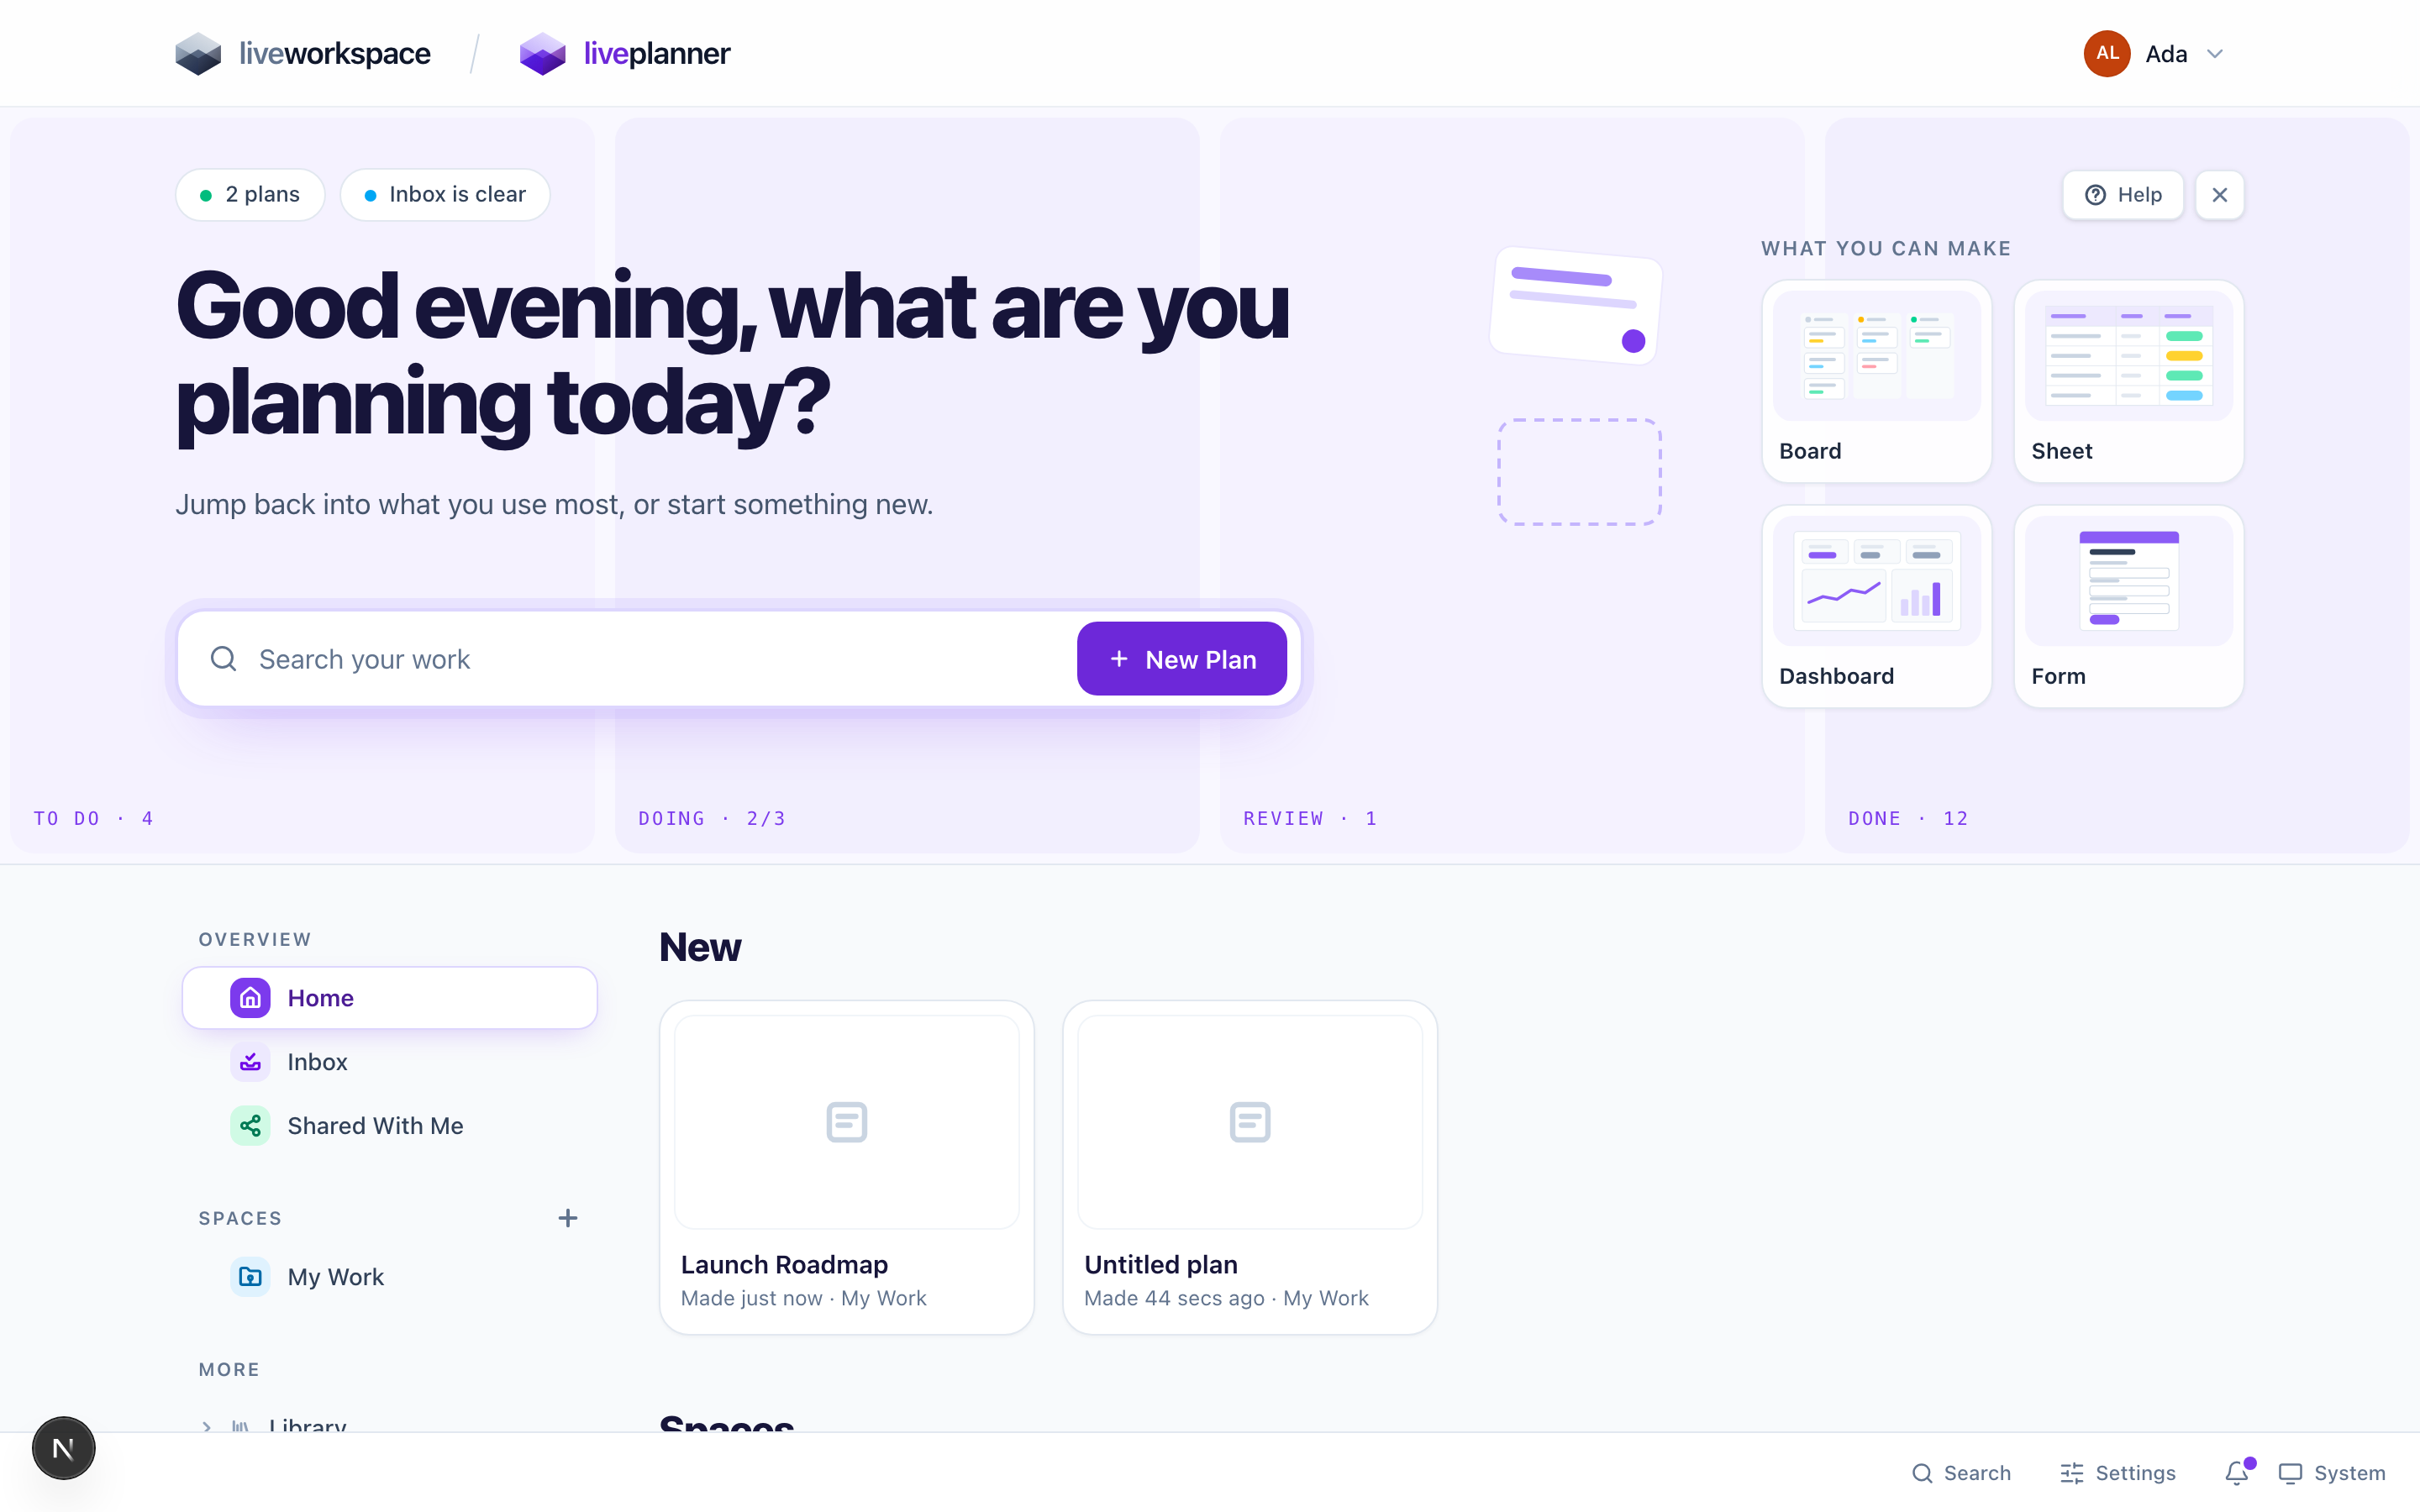 liveworkspace
liveplanner
AL
Ada
2 plans
Inbox is clear
Help
Good evening, what are you
planning today?
Jump back into what you use most, or start something new.
Search your work
+ New Plan
WHAT YOU CAN MAKE
Board
Sheet
Dashboard
Form
TO DO · 4
DOING · 2/3
REVIEW · 1
DONE · 12
OVERVIEW
Home
Inbox
Shared With Me
SPACES
My Work
MORE
Library
New
Launch Roadmap
Made just now · My Work
Untitled plan
Made 44 secs ago · My Work
Spaces
N
Search
Settings
System